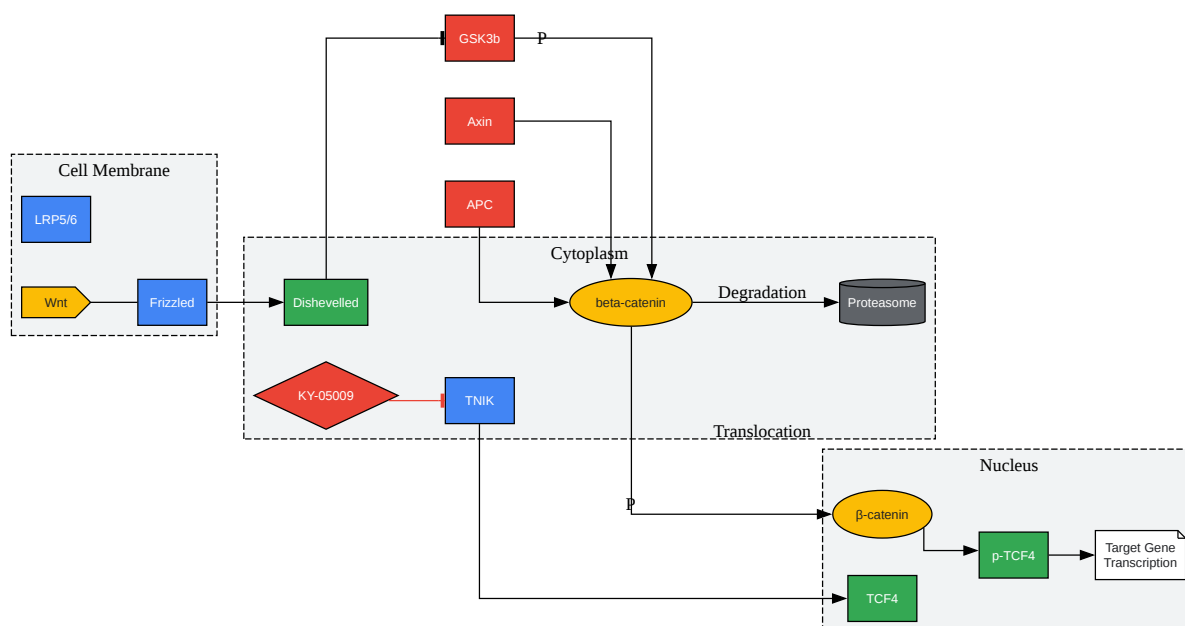 GSK3b
P
Axin
Cell Membrane
LRP5/6
APC
Cytoplasm
Wnt
Frizzled
Dishevelled
beta-catenin
Degradation
Proteasome
KY-05009
TNIK
Translocation
Nucleus
P
β-catenin
p-TCF4
Target Gene
Transcription
TCF4